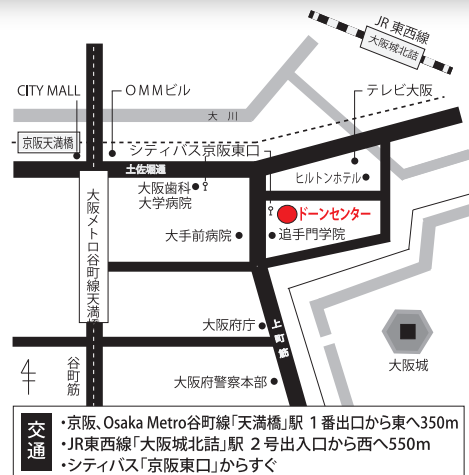 JR東西線
大阪城北詰
CITY MALL
OMMビル
テレビ大阪
大川
京阪天満橋
シティバス京阪東口
土佐堀通
ヒルトンホテル
大阪歯科
大学病院
ドーンセンター
大手前病院
追手門学院
大阪メトロ谷町線天満橋
上町筋
大阪府庁
大阪城
谷町筋
大阪府警察本部
交通
・京阪、Osaka Metro谷町線「天満橋」駅 1番出口から東へ350m
・JR東西線「大阪城北詰」駅 2号出入口から西へ550m
・シティバス「京阪東口」からすぐ